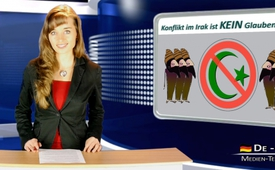 Konflikt im Irak ist KEIN Glauben
DE -
MEDIEN-TE